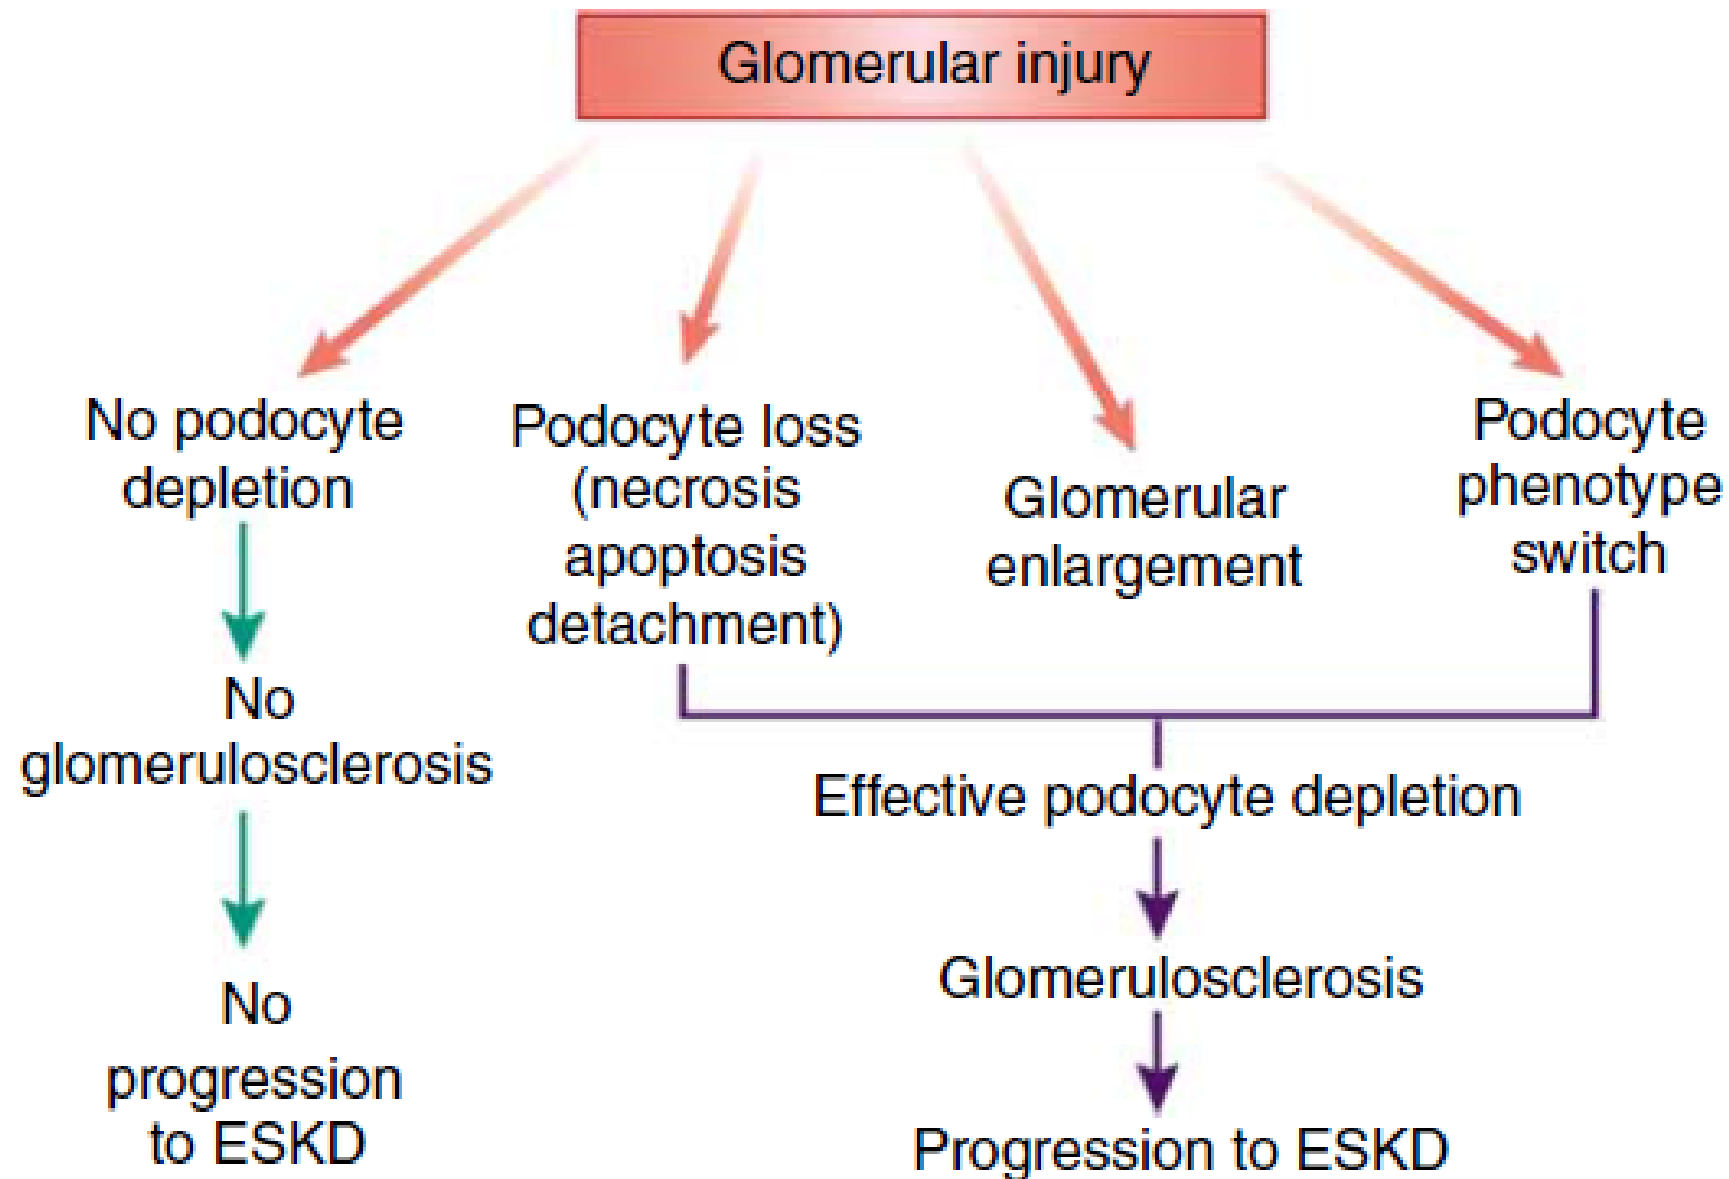 Glomerular injury
No podocyte
depletion
Podocyte loss
(necrosis
apoptosis
detachment)
Glomerular
enlargement
Podocyte
phenotype
switch
No
glomerulosclerosis
No
progression
to ESKD
Effective podocyte depletion
Glomerulosclerosis
Progression to ESKD